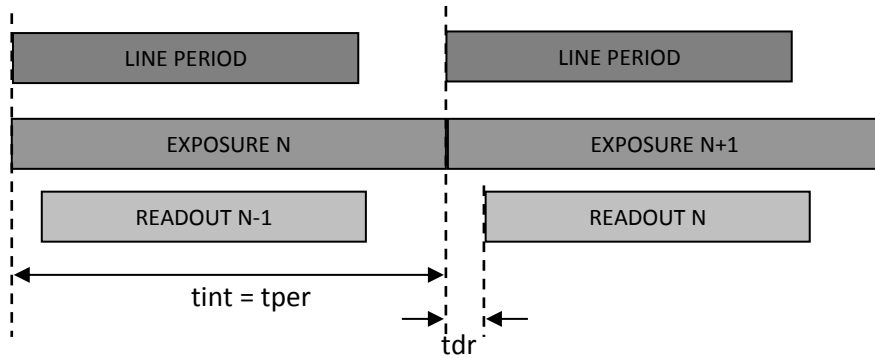 LINE PERIOD LINE PERIOD
EXPOSURE N EXPOSURE N+1
READOUT N-1 READOUT N
tint = tper
tdr